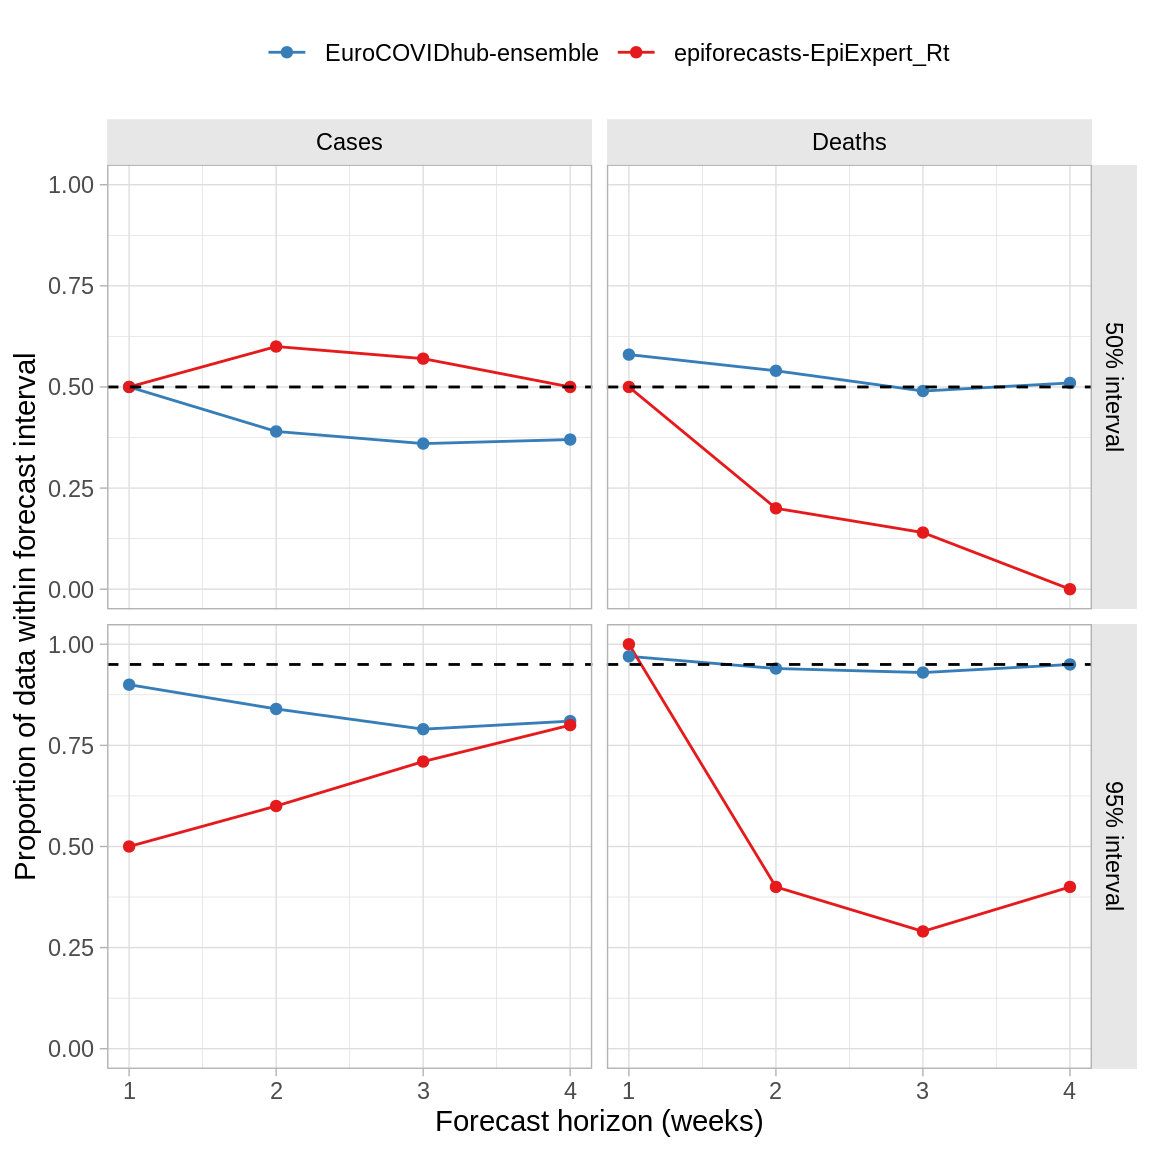 EuroCOVIDhub-ensemble epiforecasts-EpiExpert_Rt
Cases Deaths
1.00
0.75
0.50
0.25
0.00
50% interval
1.00
0.75
0.50
0.25
0.00
95% interval
Proportion of data within forecast interval
1 2 3 4 1 2 3 4
Forecast horizon (weeks)